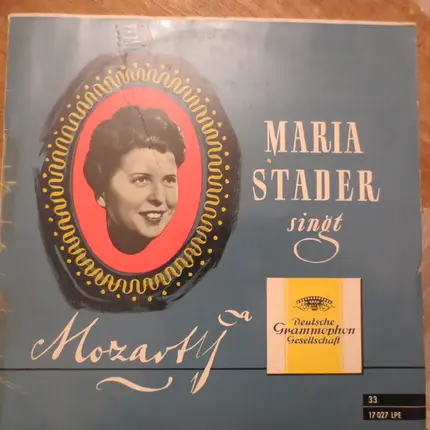 MARIA
STADER
singt
Mozart
Deutsche
Grammophon
Gesellschaft
33
17 027 LPE